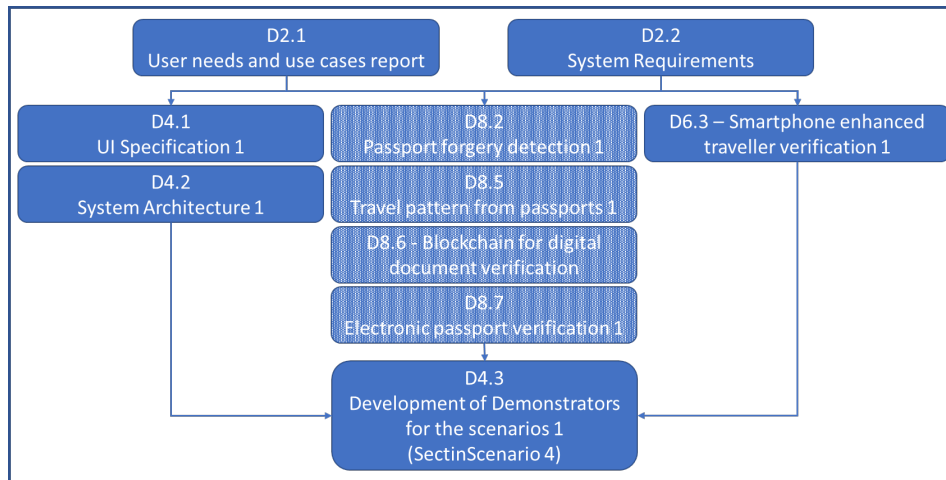 D2.1
User needs and use cases report
D2.2
System Requirements
D4.1
UI Specification 1
D4.2
System Architecture 1
D8.2
Passport forgery detection 1
D8.5
Travel pattern from passports 1
D8.6 - Blockchain for digital
document verification
D8.7
Electronic passport verification 1
D6.3 – Smartphone enhanced
traveller verification 1
D4.3
Development of Demonstrators
for the scenarios 1
(SectinScenario 4)